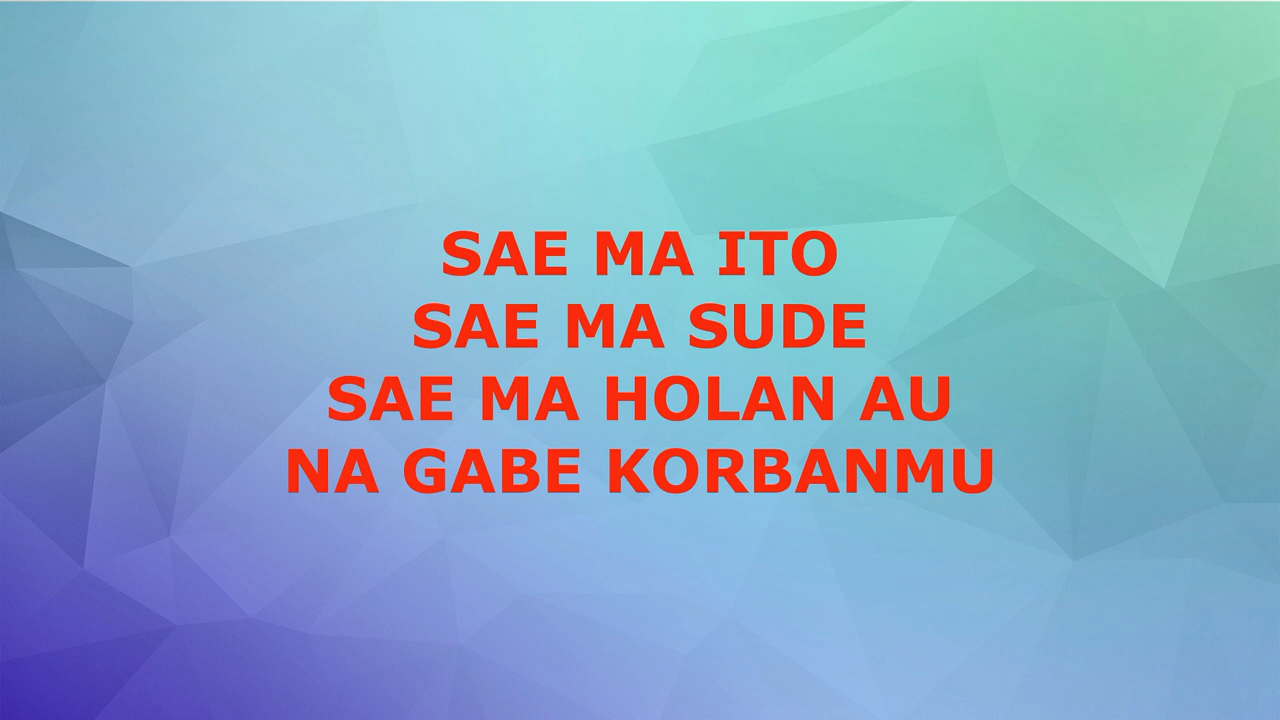 SAE MA ITO
SAE MA SUDE
SAE MA HOLAN AU
NA GABE KORBANMU